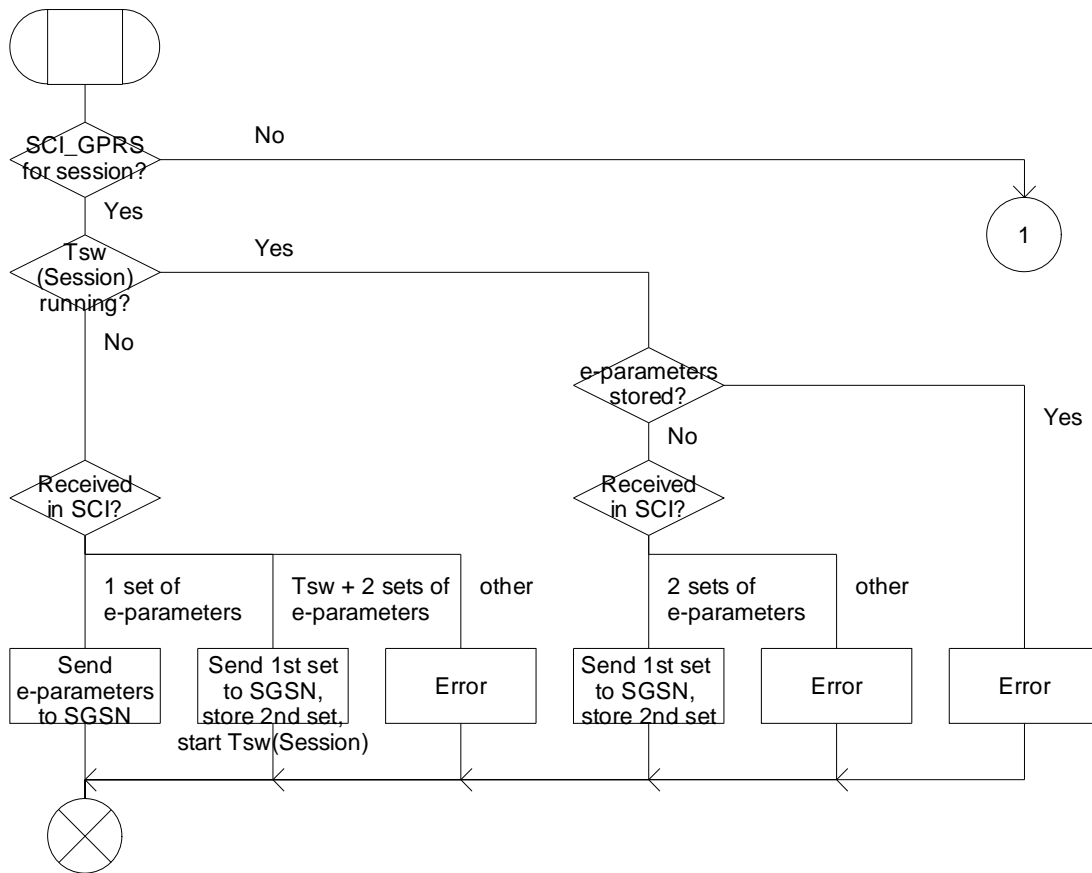 SCI_GPRS
for session?
No
Yes
1
Tsw
(Session)
running?
Yes
No
e-parameters
stored?
Yes
No
Received
in SCI?
Received
in SCI?
1 set of
e-parameters
Tsw + 2 sets of
e-parameters
other
2 sets of
e-parameters
other
Send
e-parameters
to SGSN
Send 1st set
to SGSN,
store 2nd set,
start Tsw(Session)
Error
Send 1st set
to SGSN,
store 2nd set
Error
Error